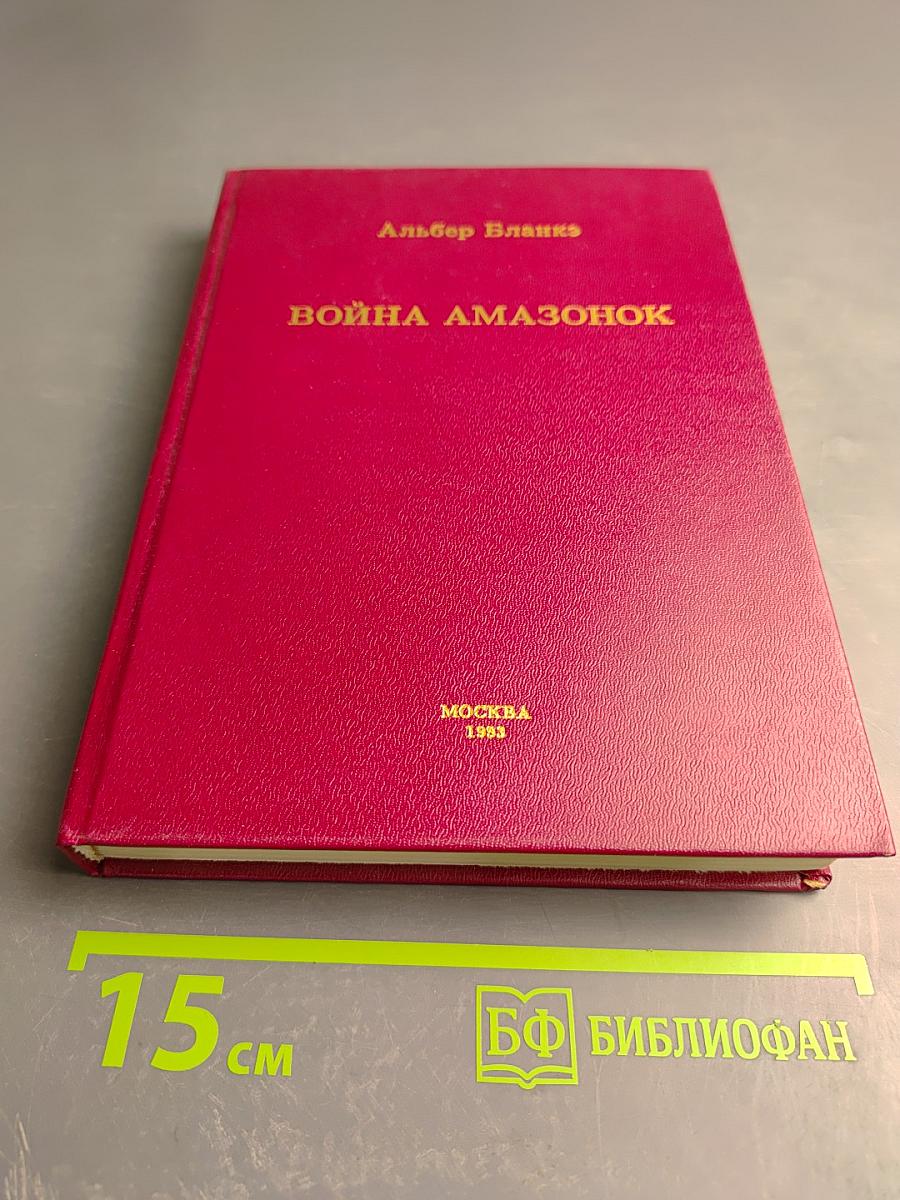 Альбер Бланкэ
ВОЙНА АМАЗОНОК
МОСКВА
1993
15 см
БФ БИБЛИОФАН